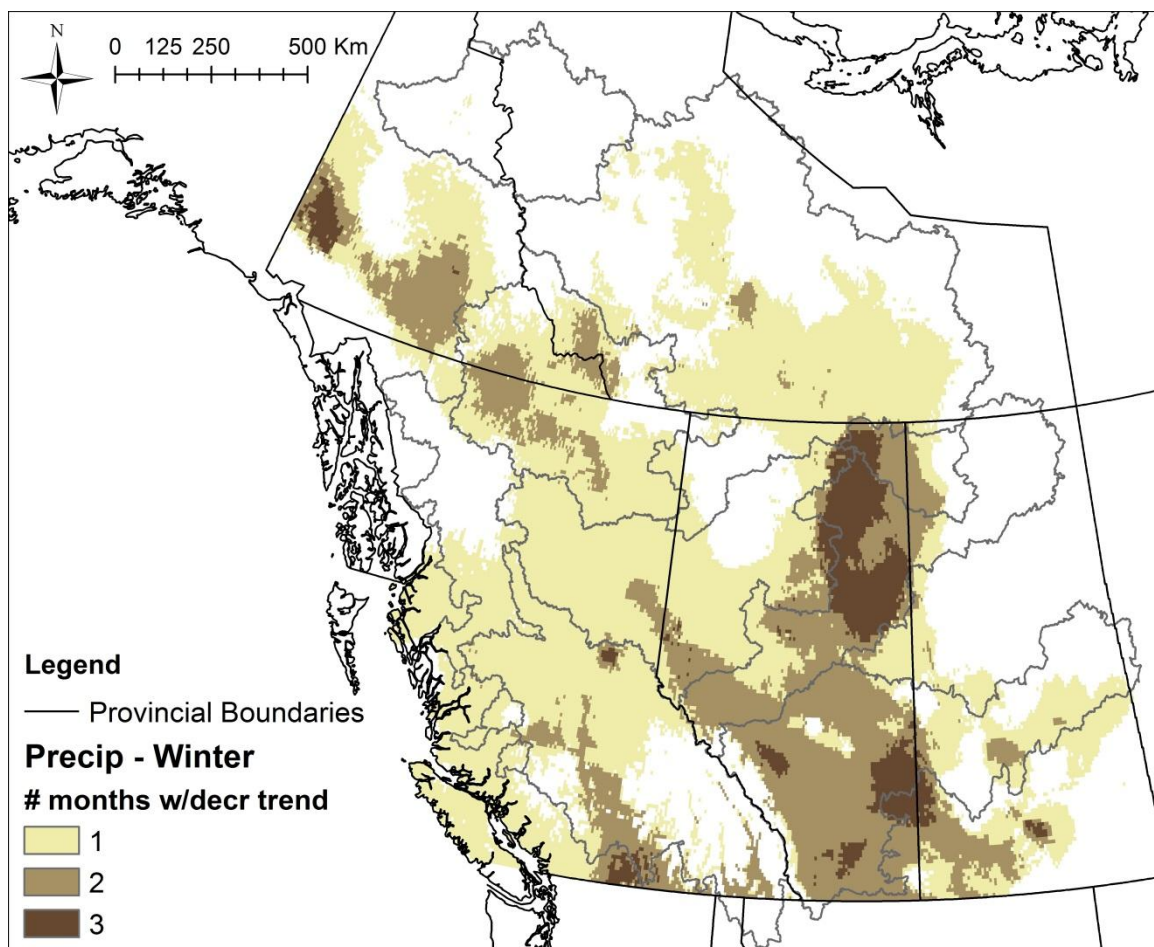 N
0 125 250 500 Km
Legend
Provincial Boundaries
Precip - Winter
# months w/decr trend
1
2
3